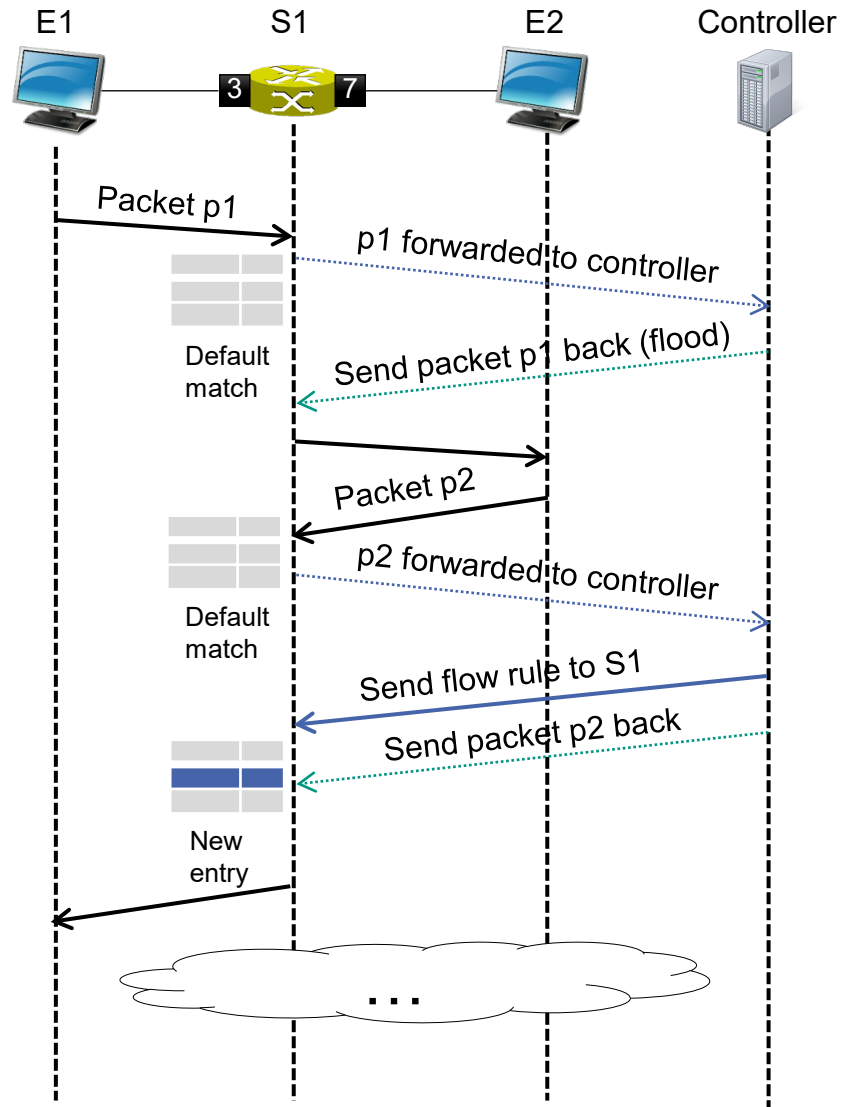 E1
S1
E2
Controller
3
7
Packet p1
p1 forwarded to controller
Send packet p1 back (flood)
Default
match
Packet p2
p2 forwarded to controller
Default
match
Send flow rule to S1
Send packet p2 back
New
entry
...